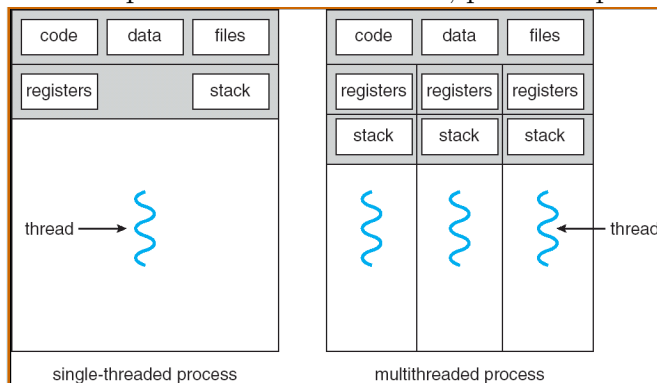 code data files
registers stack
thread
single-threaded process
code data files
registers registers registers
stack stack stack
thread
multithreaded process